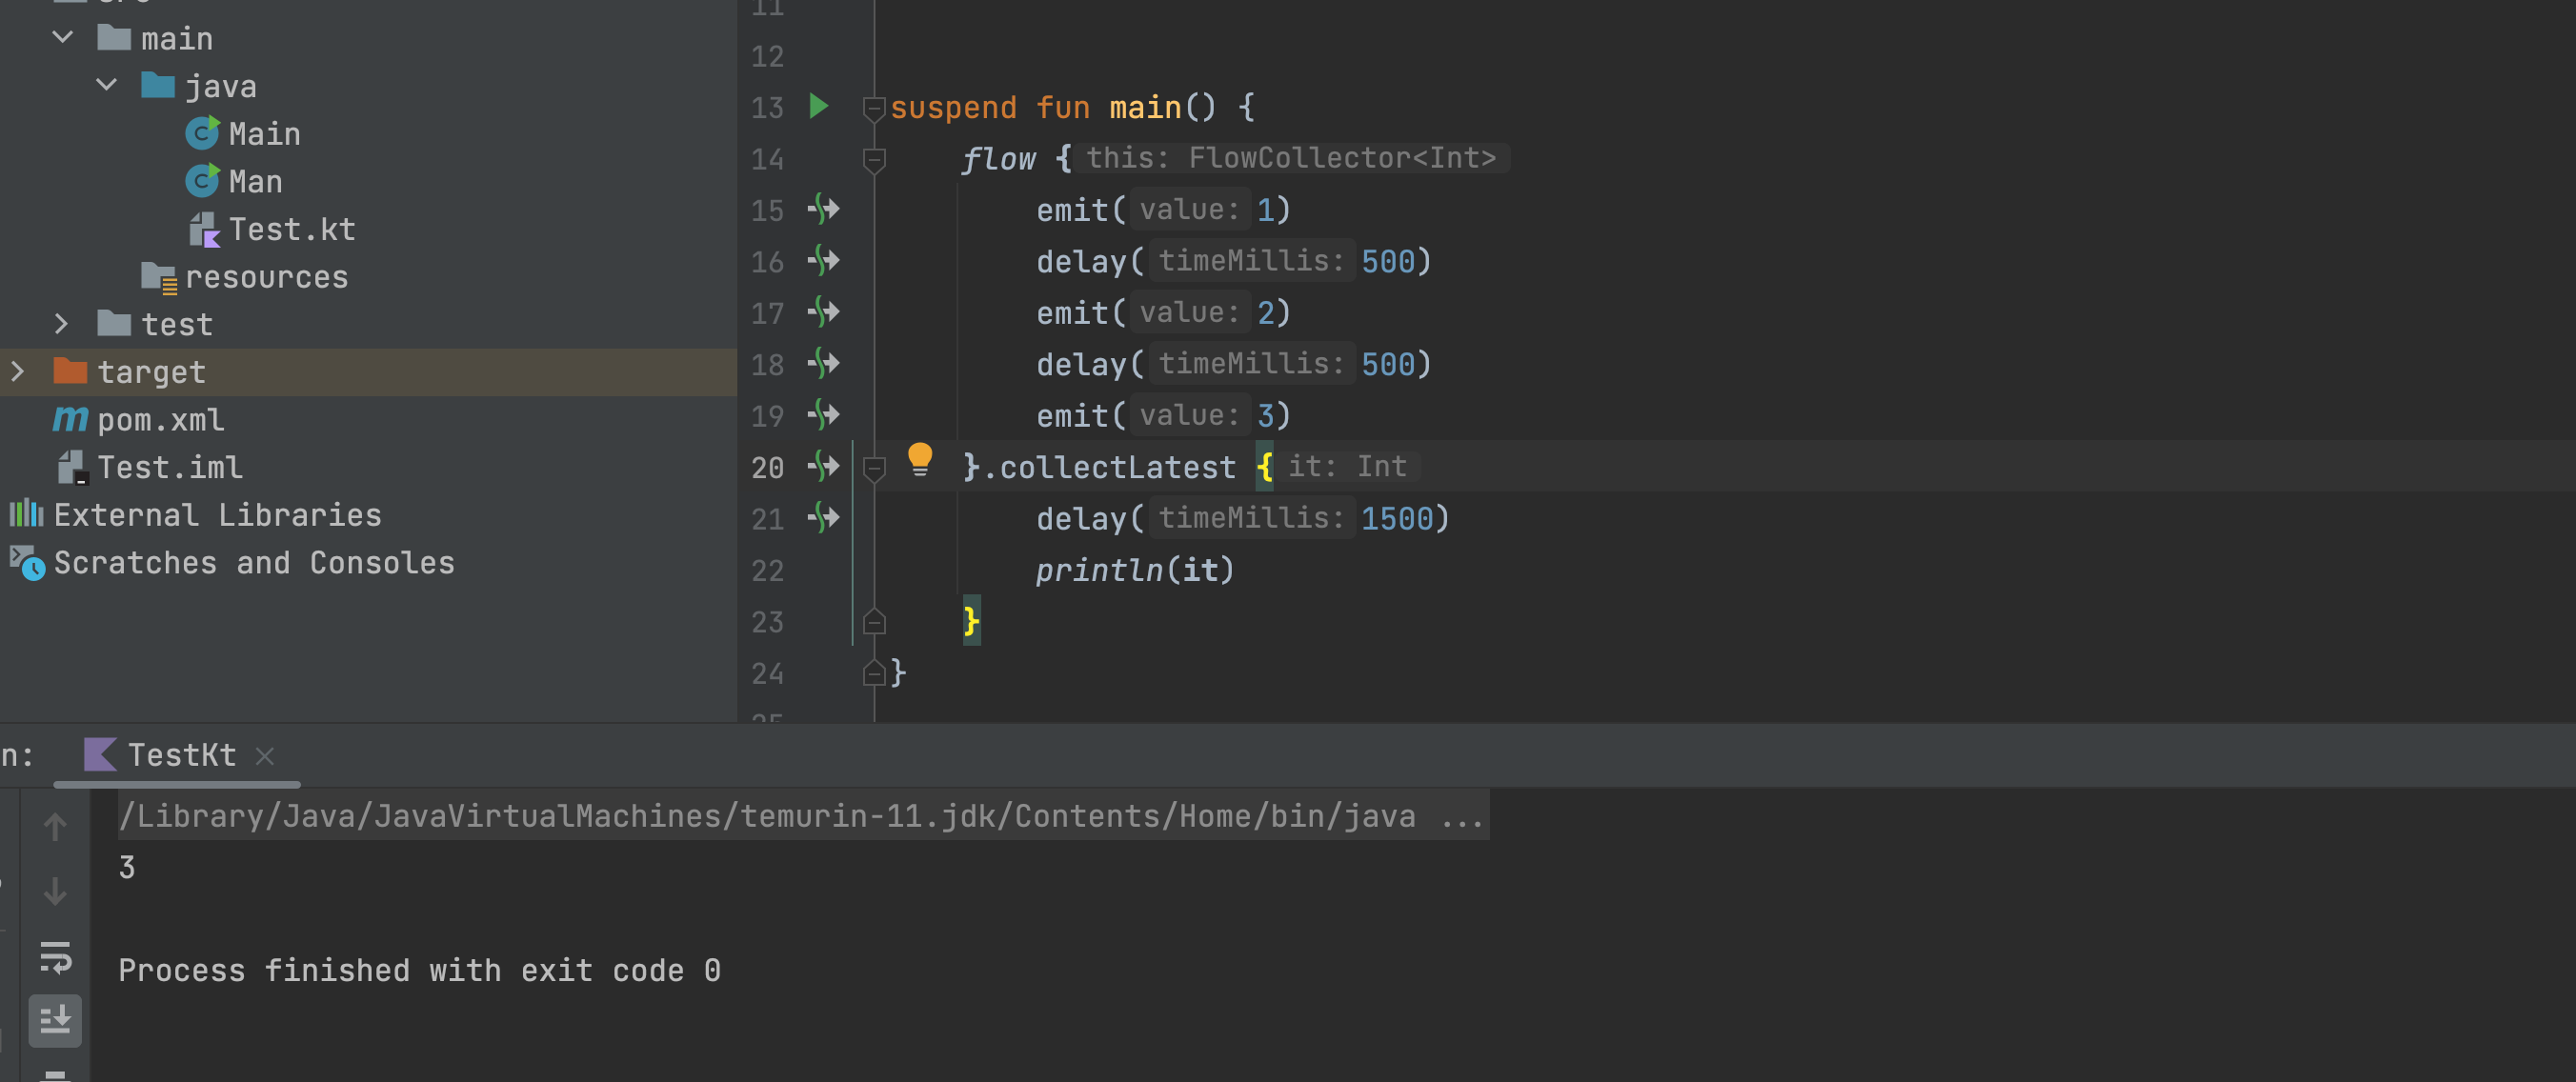 main
java
Main
Man
Test.kt
resources
test
target
pom.xml
Test.iml
External Libraries
Scratches and Consoles
11
12
13 suspend fun main() {
14 flow { this: FlowCollector<Int>
15 emit( value: 1)
16 delay( timeMillis: 500)
17 emit( value: 2)
18 delay( timeMillis: 500)
19 emit( value: 3)
20 }.collectLatest { it: Int
21 delay( timeMillis: 1500)
22 println(it)
23 }
24 }
25
n: TestKt
/Library/Java/JavaVirtualMachines/temurin-11.jdk/Contents/Home/bin/java ...
3
Process finished with exit code 0